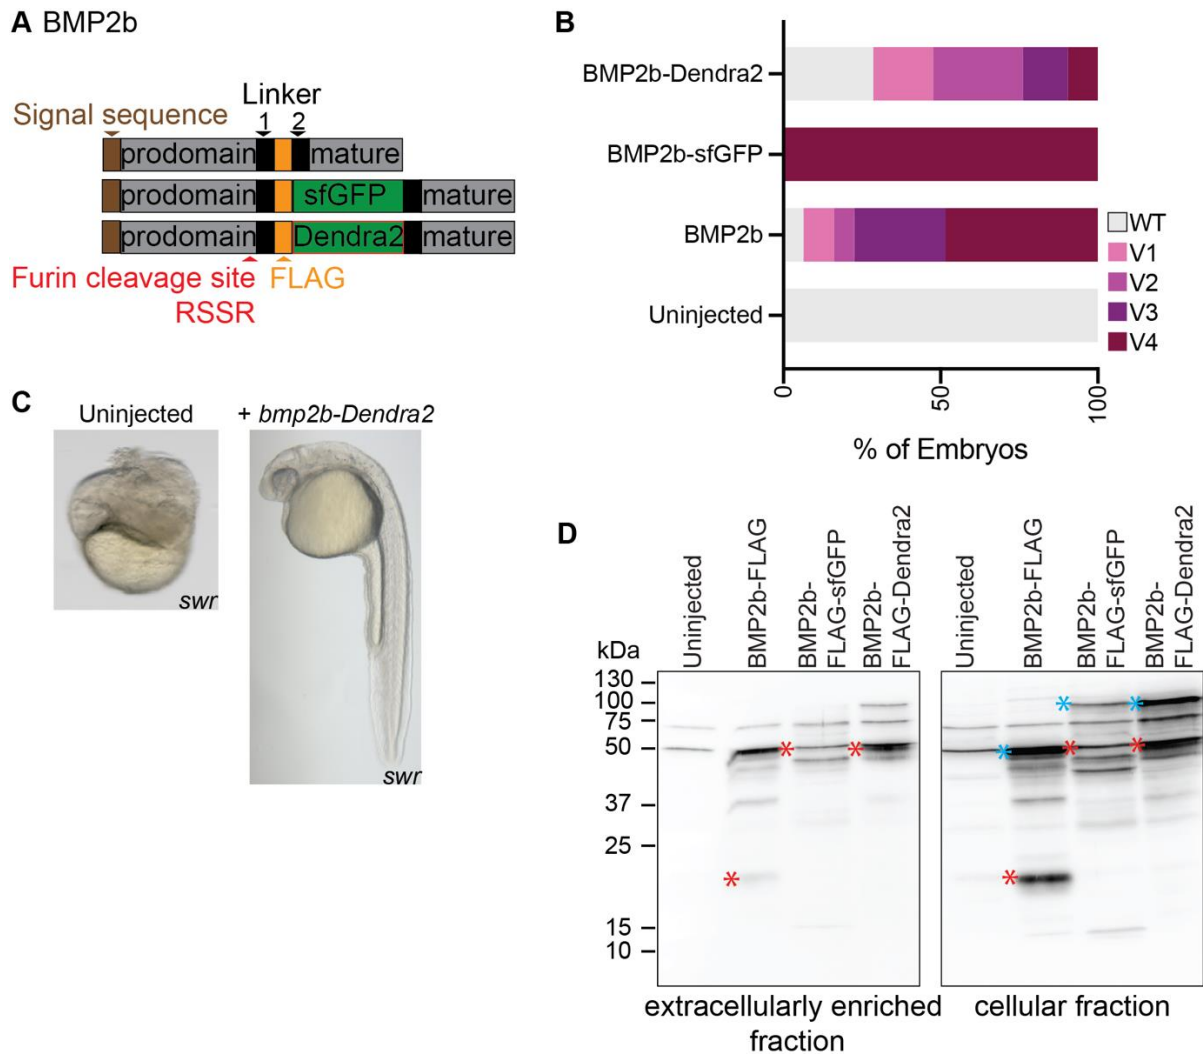 A BMP2b
Linker
Signal sequence 1 2
prodomain mature
prodomain sfGFP mature
prodomain Dendra2 mature
Furin cleavage site FLAG
RSSR
B
BMP2b-Dendra2
BMP2b-sfGFP
BMP2b
Uninjected
WT
V1
V2
V3
V4
0 50 100
% of Embryos
C
Uninjected + bmp2b-Dendra2
swr swr
D
Uninjected
BMP2b-FLAG
BMP2b-
FLAG-sfGFP
BMP2b-
FLAG-Dendra2
Uninjected
BMP2b-FLAG
BMP2b-
FLAG-sfGFP
BMP2b-
FLAG-Dendra2
kDa
130
100
75
50
37
25
15
10
* * * * * * * * *
extracellularly enriched
fraction
cellular fraction